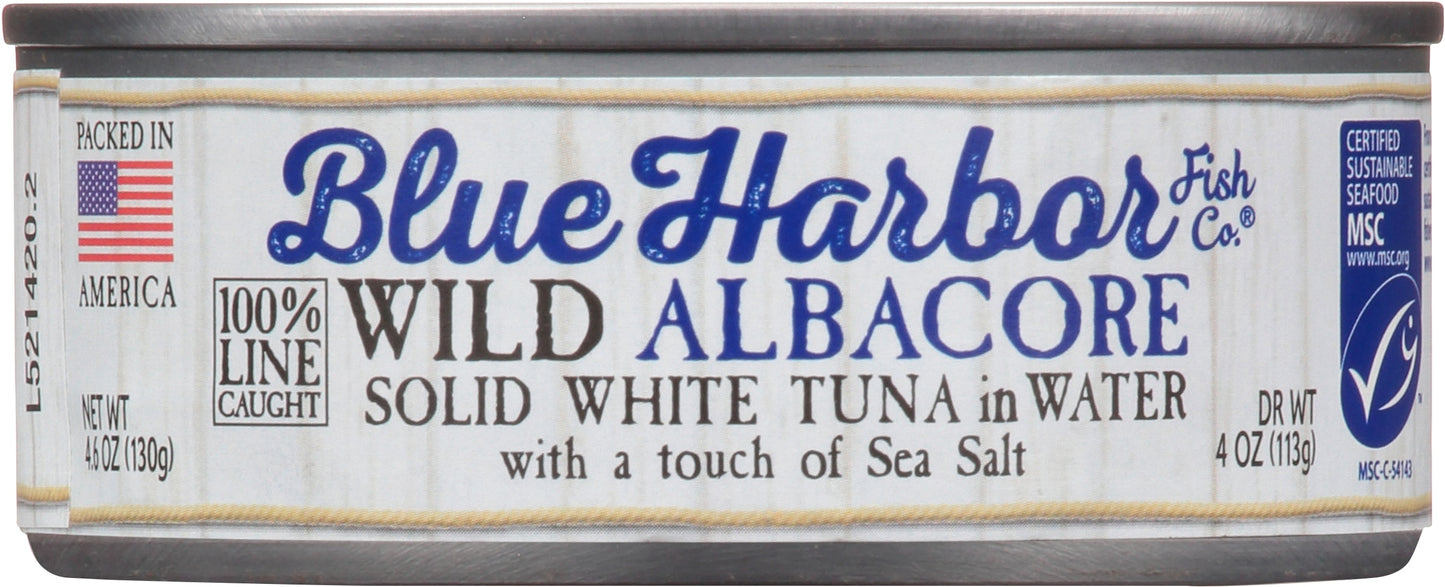 L521420.2
PACKED IN
AMERICA
NET WT
4.6 OZ (130g)
Blue Harbor Fish Co.®
100%
LINE
CAUGHT
WILD ALBACORE
SOLID WHITE TUNA in WATER
with a touch of Sea Salt
DR WT
4 OZ (113g)
CERTIFIED
SUSTAINABLE
SEAFOOD
MSC
www.msc.org
TM
MSC-C-54143